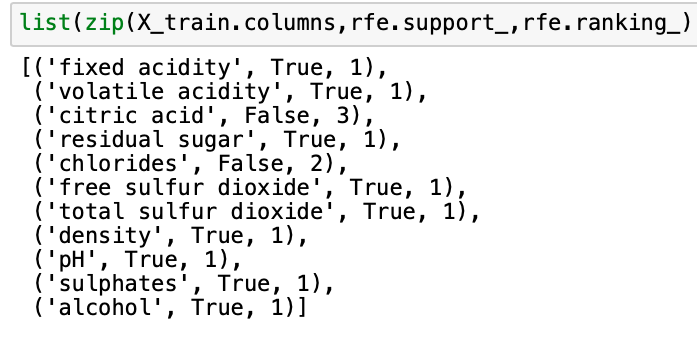 list(zip(X_train.columns,rfe.support_,rfe.ranking_)
[('fixed acidity', True, 1),
('volatile acidity', True, 1),
('citric acid', False, 3),
('residual sugar', True, 1),
('chlorides', False, 2),
('free sulfur dioxide', True, 1),
('total sulfur dioxide', True, 1),
('density', True, 1),
('pH', True, 1),
('sulphates', True, 1),
('alcohol', True, 1)]